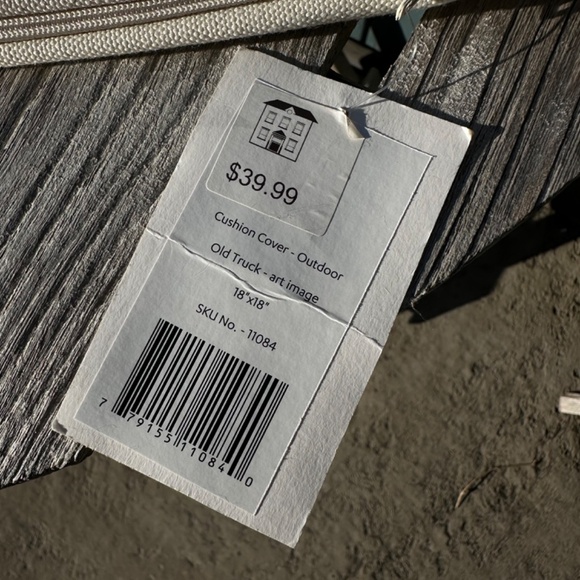 $39.99
Cushion Cover - Outdoor
Old Truck - art image
18"x18"
SKU No. - 11084
7 79155 11084 0